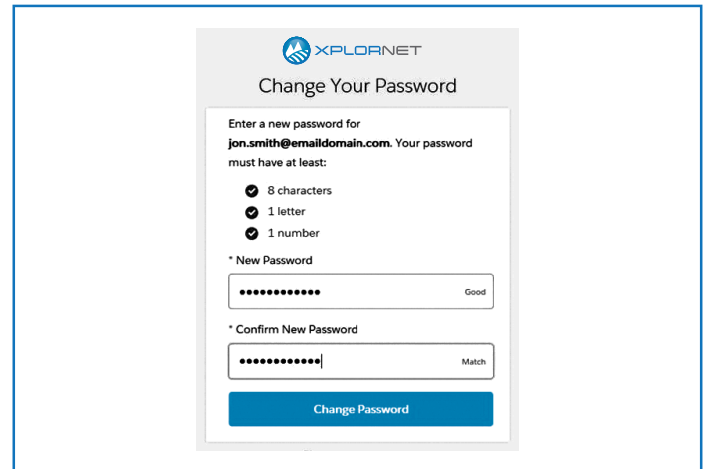 XPLORNET
Change Your Password
Enter a new password for
jon.smith@emaildomain.com. Your password
must have at least:
8 characters
1 letter
1 number
* New Password
●●●●●●●●●●●● Good
* Confirm New Password
●●●●●●●●●●●● Match
Change Password